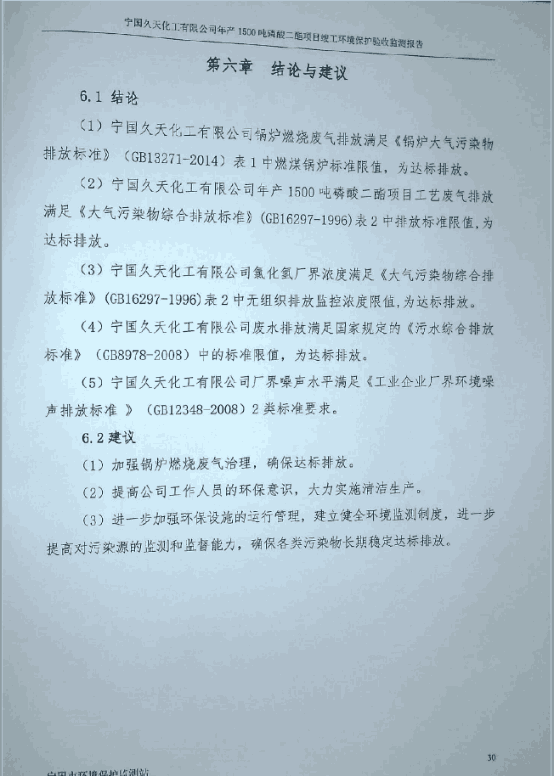 宁国久天化工有限公司年产1500吨磷酸二酯项目竣工环境保护验收监测报告
第六章 结论与建议
6.1 结论
（1）宁国久天化工有限公司锅炉燃烧废气排放满足《锅炉大气污染物
排放标准》（GB13271-2014）表1中燃煤锅炉标准限值，为达标排放。
（2）宁国久天化工有限公司年产1500吨磷酸二酯项目工艺废气排放
满足《大气污染物综合排放标准》(GB16297-1996)表2中排放标准限值,为
达标排放。
（3）宁国久天化工有限公司氯化氢厂界浓度满足《大气污染物综合排
放标准》(GB16297-1996)表2中无组织排放监控浓度限值,为达标排放。
（4）宁国久天化工有限公司废水排放满足国家规定的《污水综合排放
标准》（GB8978-2008）中的标准限值，为达标排放。
（5）宁国久天化工有限公司厂界噪声水平满足《工业企业厂界环境噪
声排放标准 》（GB12348-2008）2类标准要求。
6.2建议
（1）加强锅炉燃烧废气治理，确保达标排放。
（2）提高公司工作人员的环保意识，大力实施清洁生产。
（3）进一步加强环保设施的运行管理，建立健全环境监测制度，进一步
提高对污染源的监测和监督能力，确保各类污染物长期稳定达标排放。
30
宁国市环境保护监测站